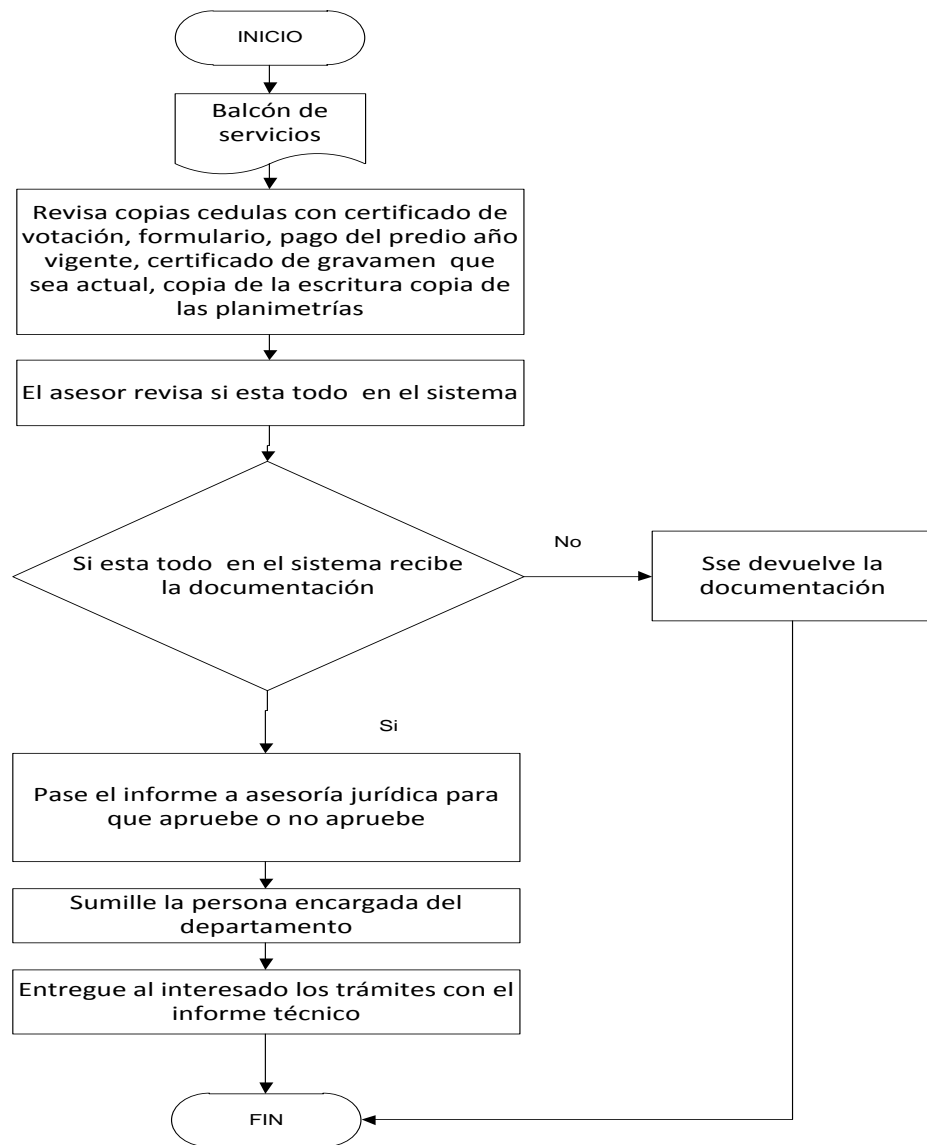 INICIO
Balcón de
servicios
Revisa copias cedulas con certificado de
votación, formulario, pago del predio año
vigente, certificado de gravamen que
sea actual, copia de la escritura copia de
las planimetrías
El asesor revisa si esta todo en el sistema
Si esta todo en el sistema recibe
la documentación
No
Sse devuelve la
documentación
Si
Pase el informe a asesoría jurídica para
que apruebe o no apruebe
Sumille la persona encargada del
departamento
Entregue al interesado los trámites con el
informe técnico
FIN